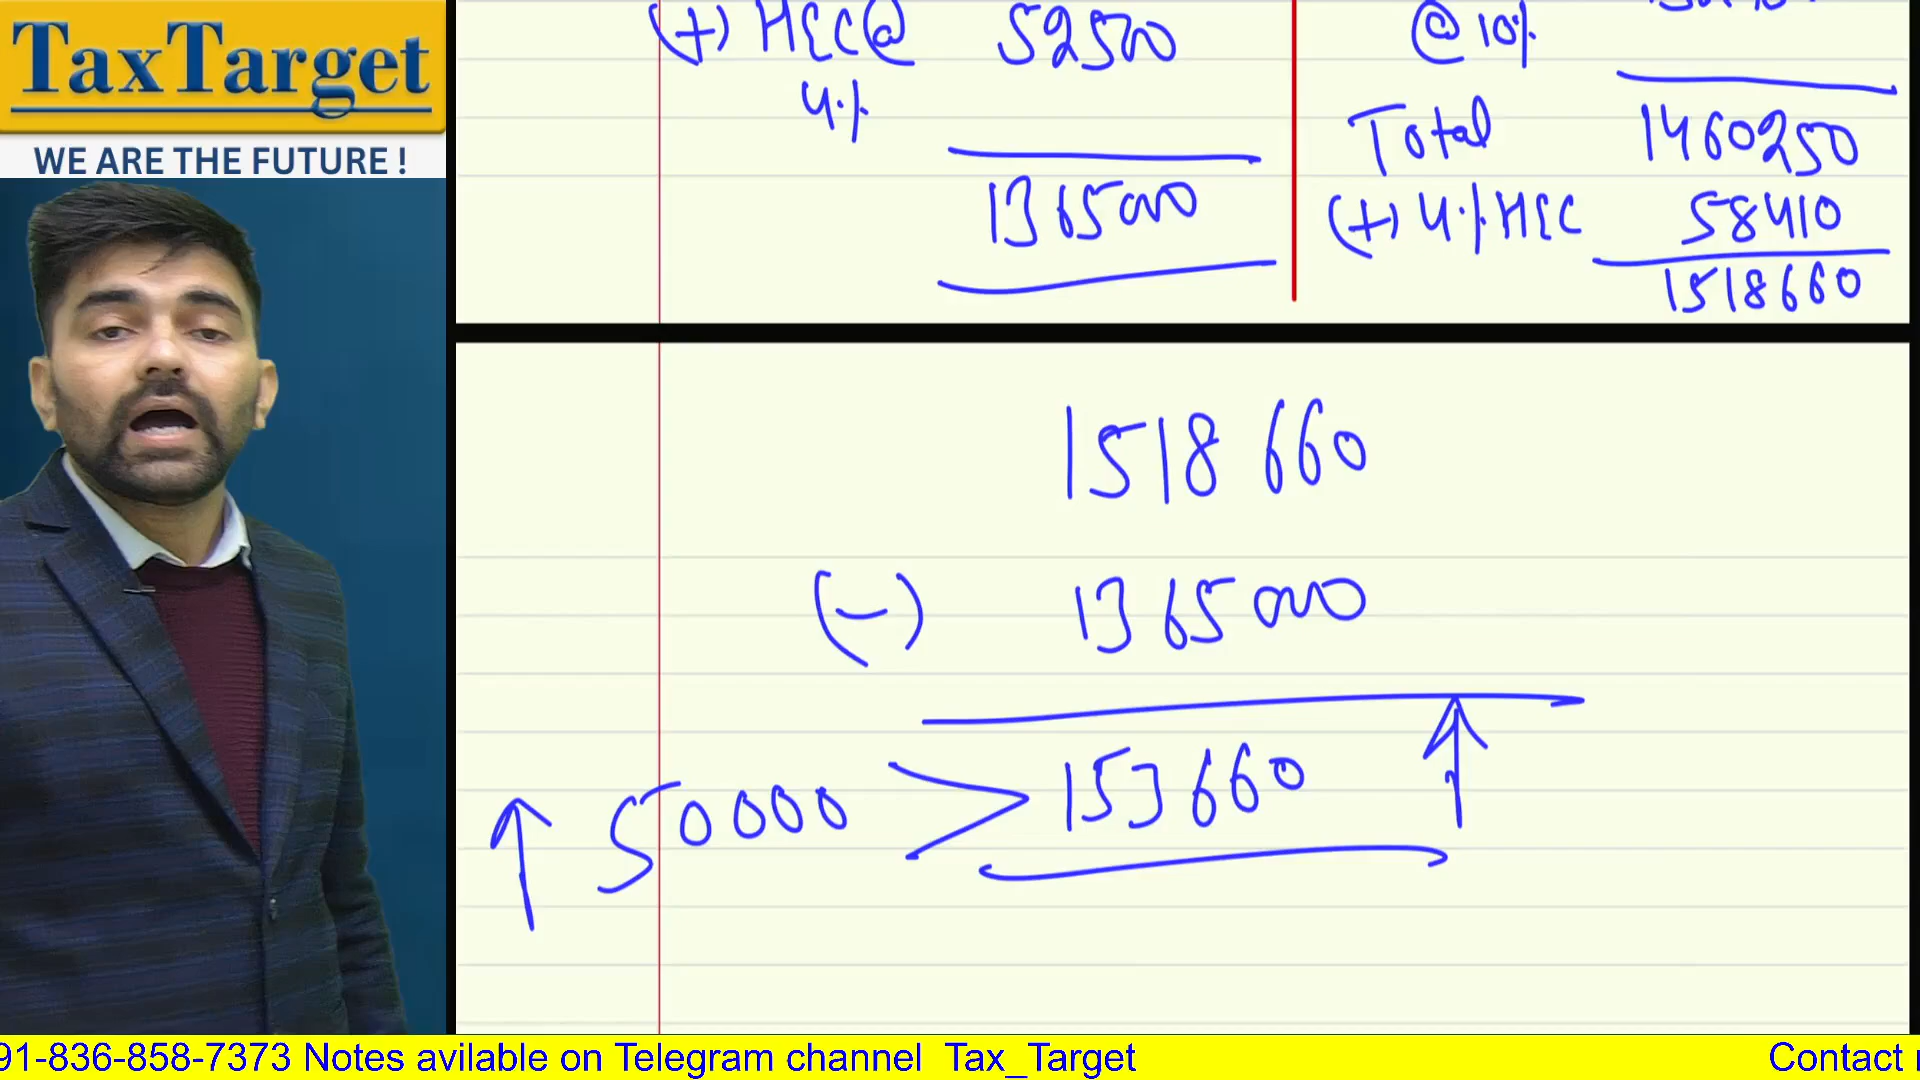 TaxTarget
WE ARE THE FUTURE !
(+) HEC@ 52500
4%
1365000
@ 10%
Total 1460250
(+) 4% HEC 58410
1518660
1518660
(-) 1365000
↑ 50000 > 153660 ↑
91-836-858-7373 Notes avilable on Telegram channel Tax_Target
Contact